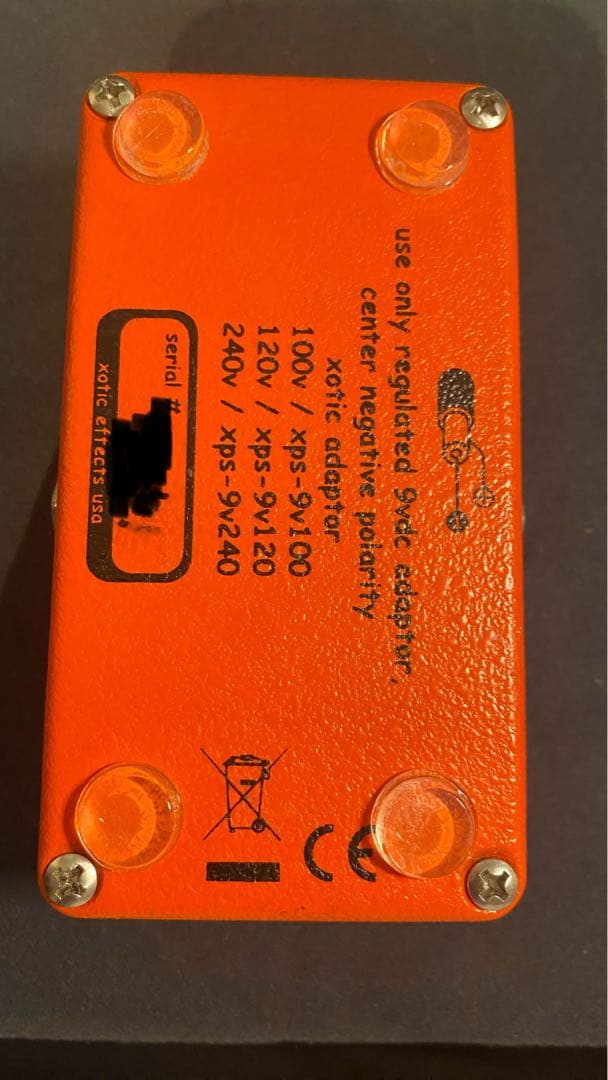 use only regulated 9vdc adaptor,
center negative polarity
xotic adaptor
100v / xps-9v100
120v / xps-9v120
240v / xps-9v240
serial #
xotic effects usa
CE